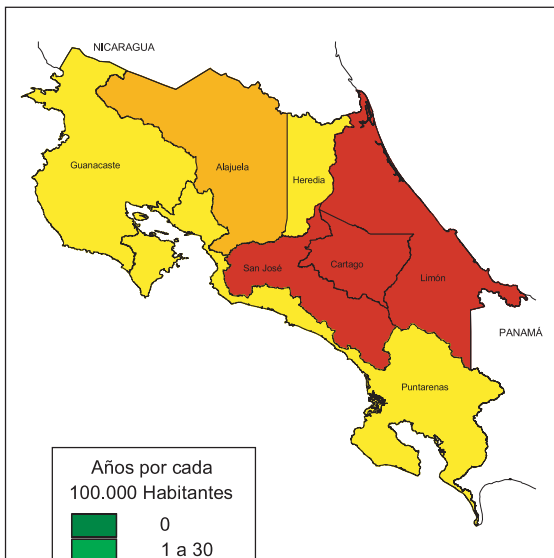 NICARAGUA
Guanacaste
Alajuela
Heredia
San José
Cartago
Limón
PANAMÁ
Puntarenas
Años por cada
100.000 Habitantes
0
1 a 30